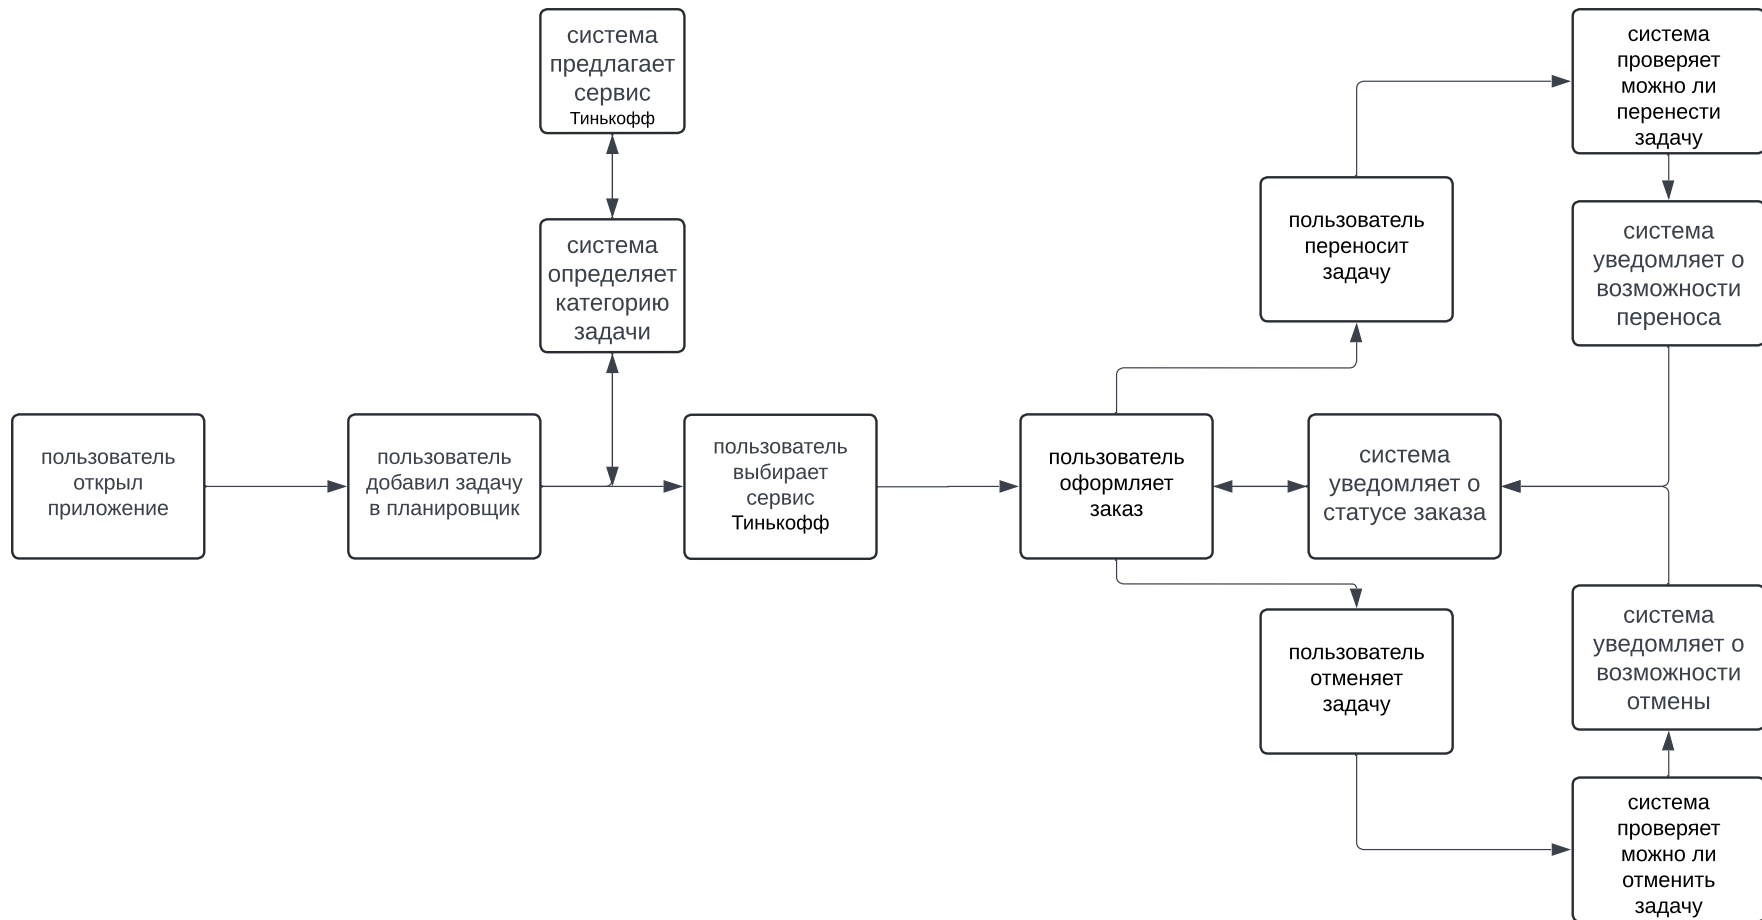 система
предлагает
сервис
Тинькофф
система
определяет
категорию
задачи
пользователь
открыл
приложение
пользователь
добавил задачу
в планировщик
пользователь
выбирает
сервис
Тинькофф
пользователь
оформляет
заказ
система
уведомляет о
статусе заказа
пользователь
переносит
задачу
система
проверяет
можно ли
перенести
задачу
система
уведомляет о
возможности
переноса
пользователь
отменяет
задачу
система
уведомляет о
возможности
отмены
система
проверяет
можно ли
отменить
задачу